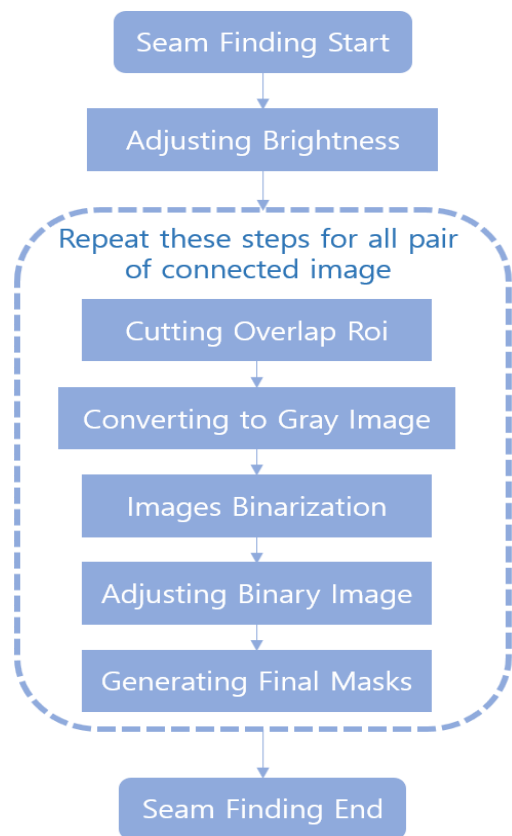 Seam Finding Start
Adjusting Brightness
Repeat these steps for all pair
of connected image
Cutting Overlap Roi
Converting to Gray Image
Images Binarization
Adjusting Binary Image
Generating Final Masks
Seam Finding End